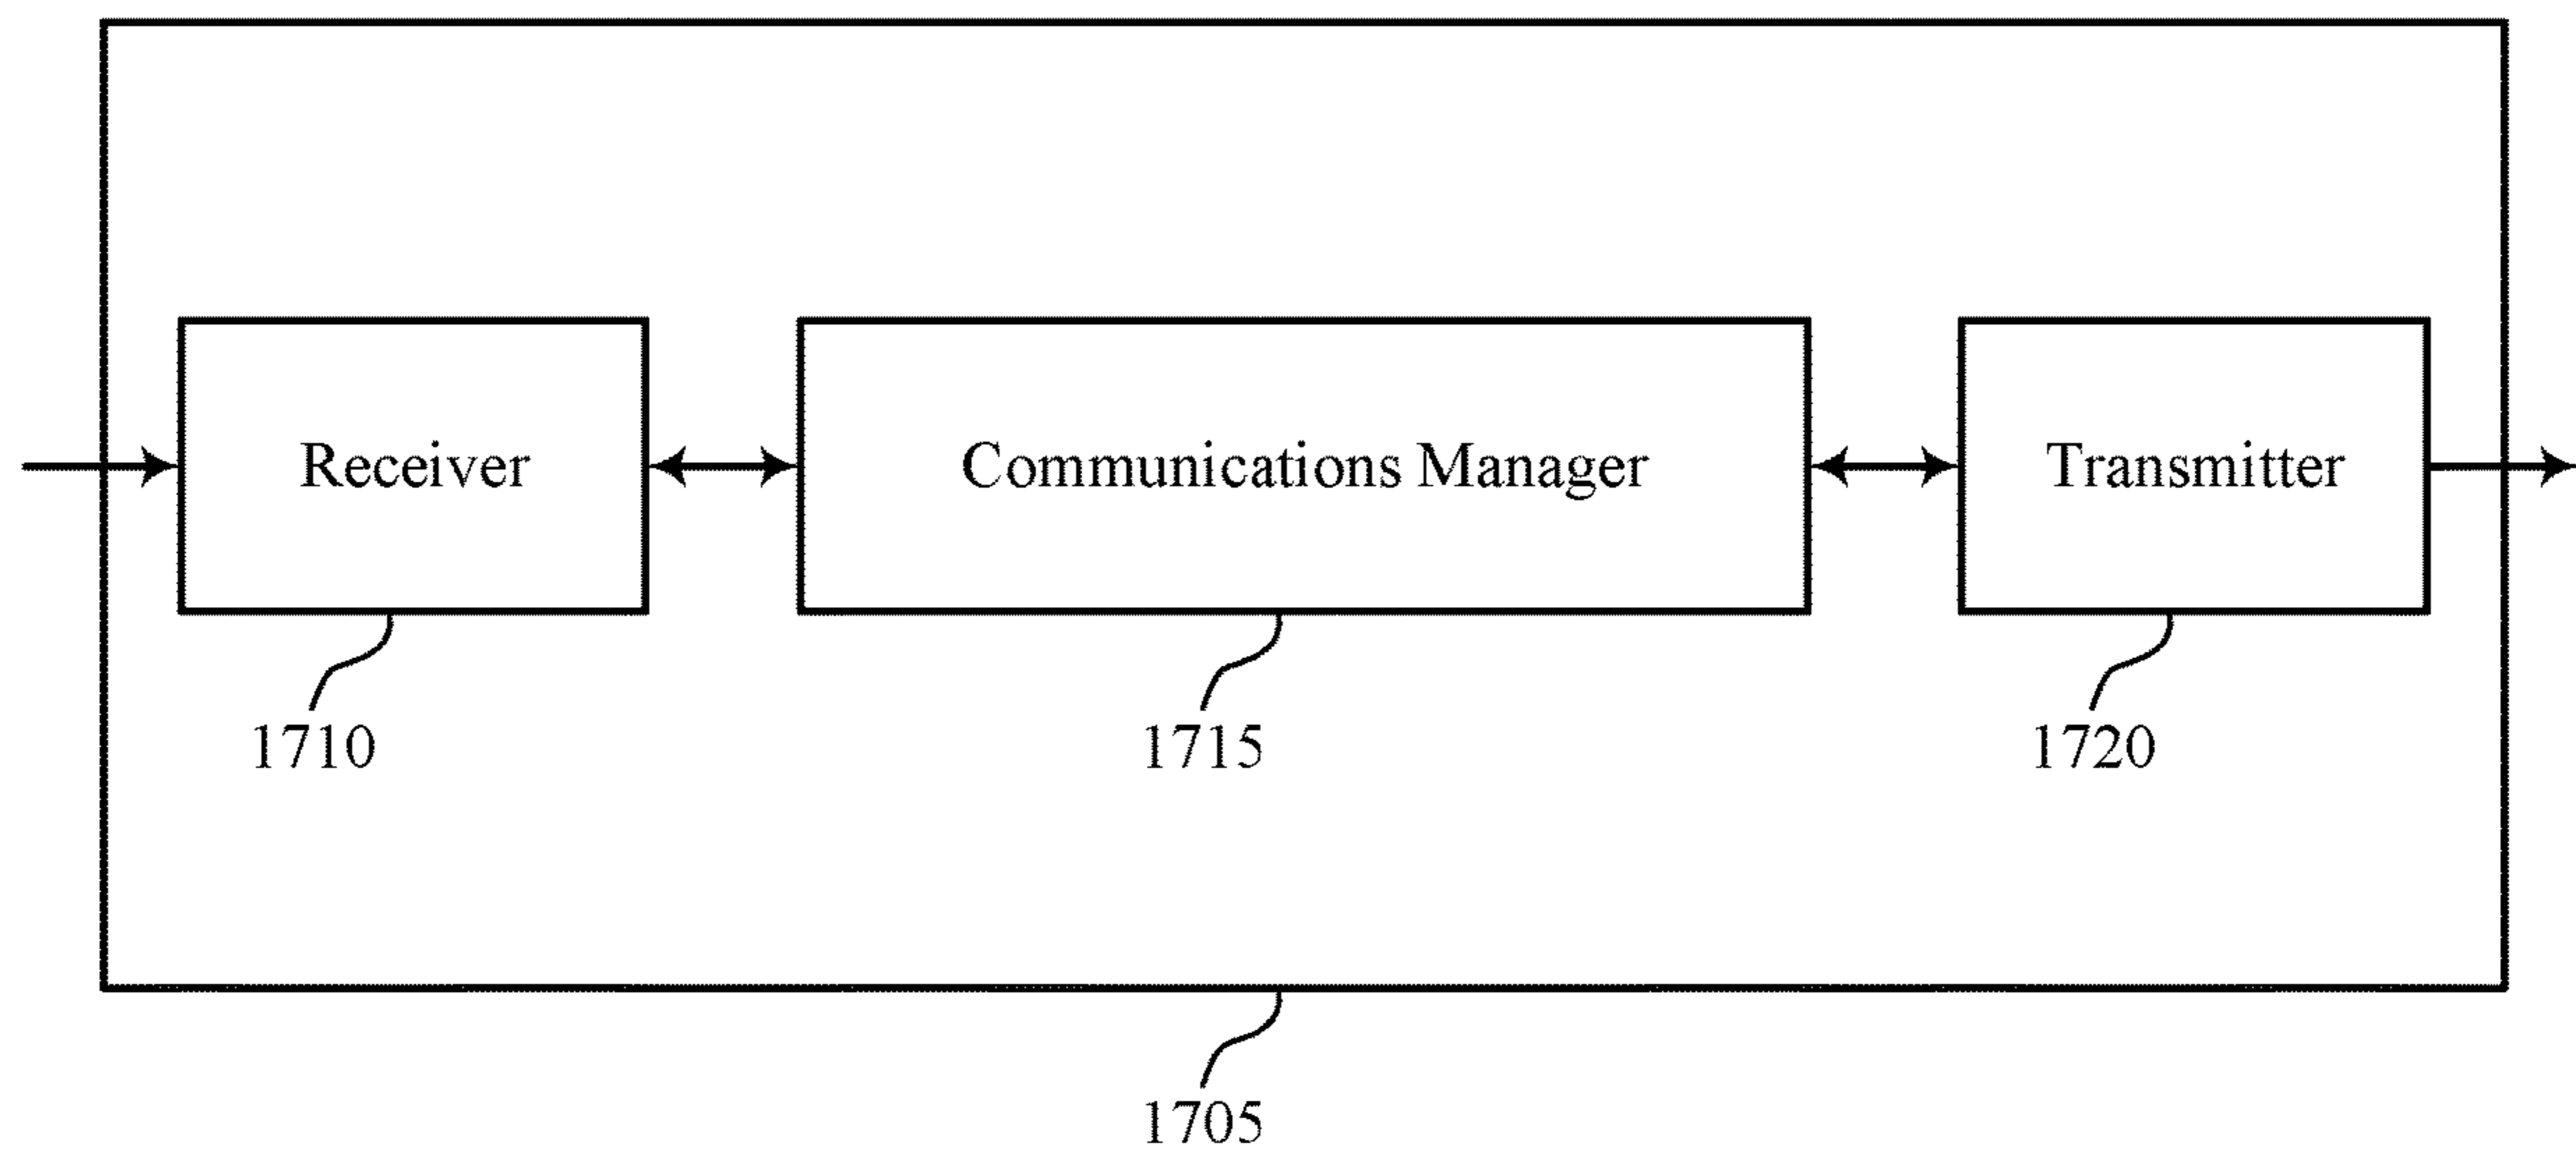 Receiver
Communications Manager
Transmitter
1710
1715
1720
1705